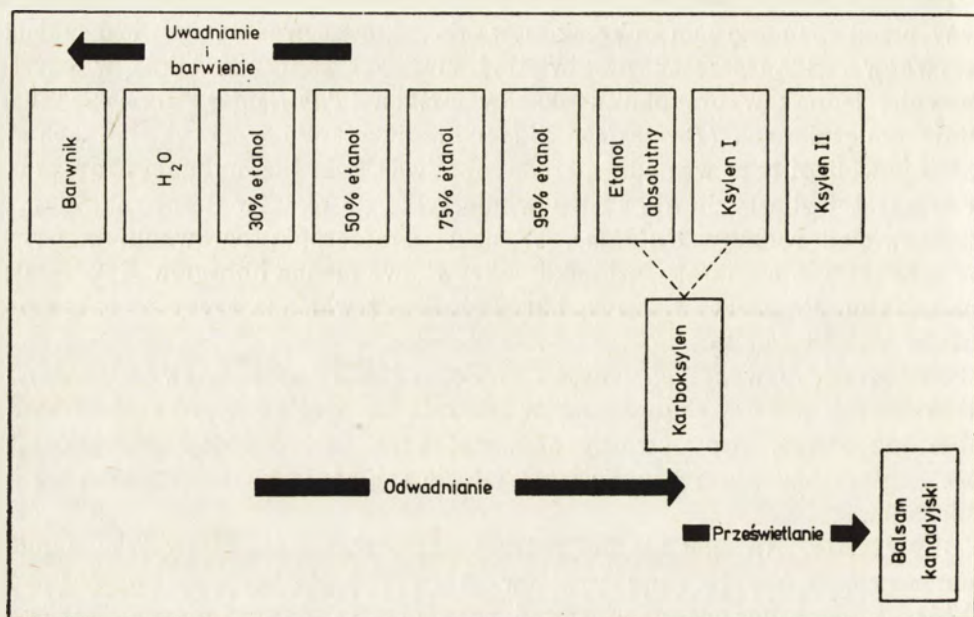 Uwadnianie
i
barwienie
Barwnik
H₂O
30% etanol
50% etanol
75% etanol
95% etanol
Etanol
absolutny
Ksylen I
Ksylen II
Karboksylen
Odwadnianie
Prześwietlanie
Balsam
kanadyjski